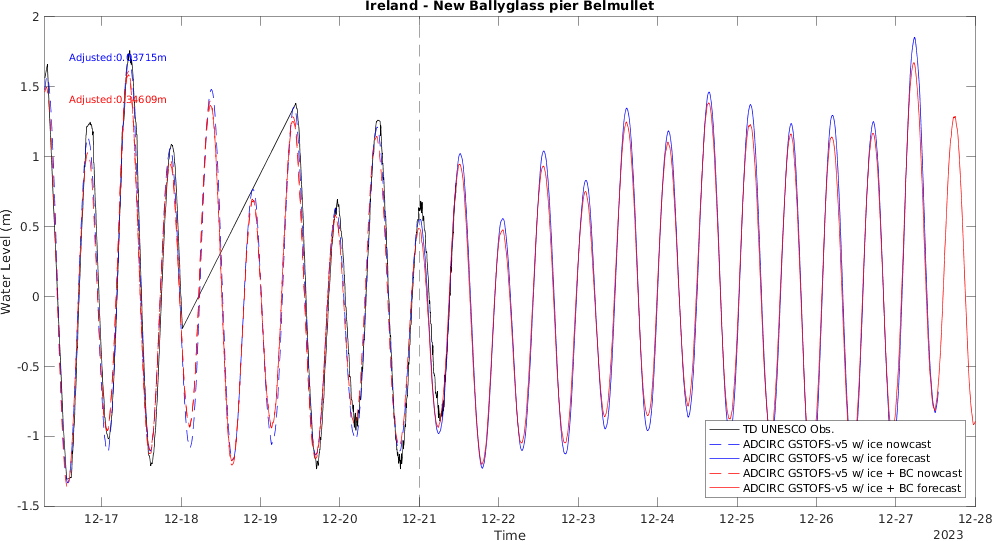 Ireland - New Ballyglass pier Belmullet
Adjusted:0.03715m
Adjusted:0.34609m
Water Level (m)
2
1.5
1
0.5
0
-0.5
-1
-1.5
12-17 12-18 12-19 12-20 12-21 12-22 12-23 12-24 12-25 12-26 12-27 12-28
2023
Time
TD UNESCO Obs.
ADCIRC GSTOFS-v5 w/ ice nowcast
ADCIRC GSTOFS-v5 w/ ice forecast
ADCIRC GSTOFS-v5 w/ ice + BC nowcast
ADCIRC GSTOFS-v5 w/ ice + BC forecast